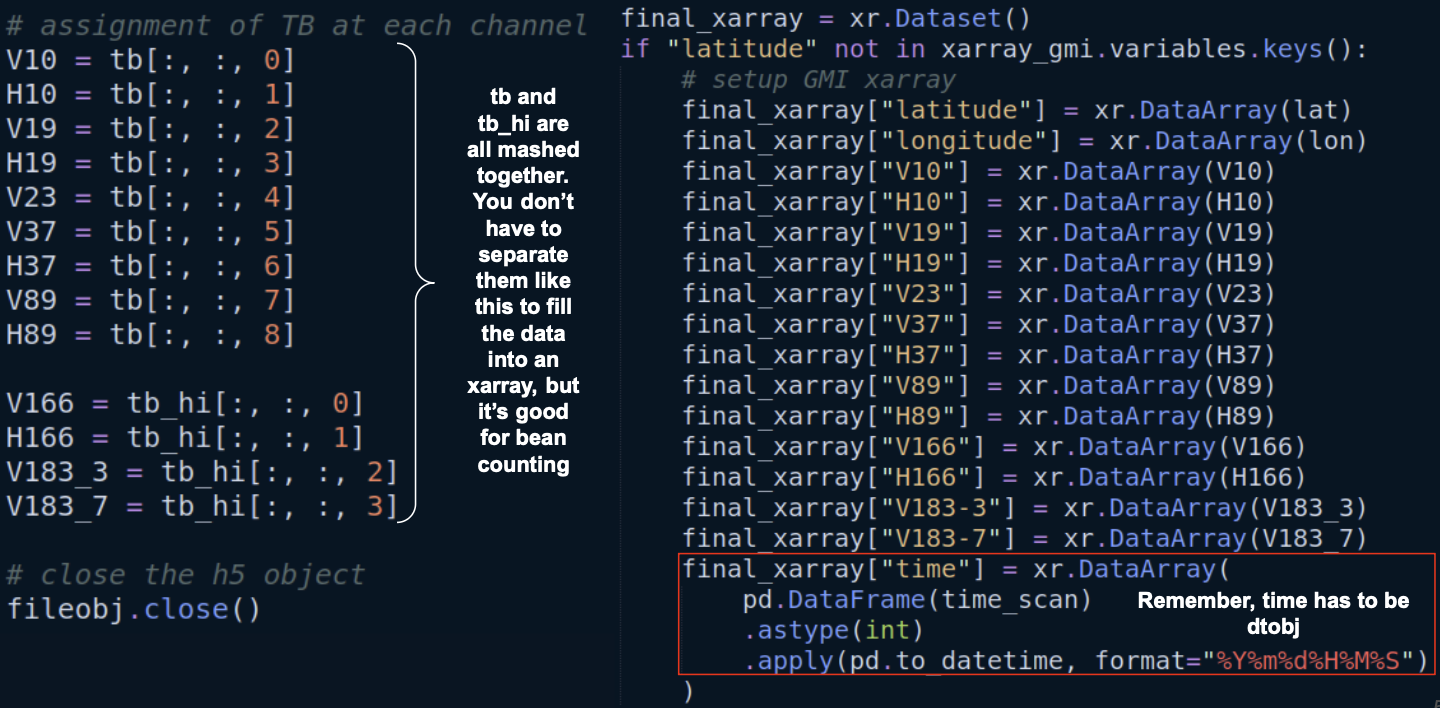 # assignment of TB at each channel
V10 = tb[:, :, 0]
H10 = tb[:, :, 1]
V19 = tb[:, :, 2]
H19 = tb[:, :, 3]
V23 = tb[:, :, 4]
V37 = tb[:, :, 5]
H37 = tb[:, :, 6]
V89 = tb[:, :, 7]
H89 = tb[:, :, 8]
V166 = tb_hi[:, :, 0]
H166 = tb_hi[:, :, 1]
V183_3 = tb_hi[:, :, 2]
V183_7 = tb_hi[:, :, 3]
# close the h5 object
fileobj.close()
tb and
tb_hi are
all mashed
together.
You don’t
have to
separate
them like
this to fill
the data
into an
xarray, but
it’s good
for bean
counting
final_xarray = xr.Dataset()
if "latitude" not in xarray_gmi.variables.keys():
# setup GMI xarray
final_xarray["latitude"] = xr.DataArray(lat)
final_xarray["longitude"] = xr.DataArray(lon)
final_xarray["V10"] = xr.DataArray(V10)
final_xarray["H10"] = xr.DataArray(H10)
final_xarray["V19"] = xr.DataArray(V19)
final_xarray["H19"] = xr.DataArray(H19)
final_xarray["V23"] = xr.DataArray(V23)
final_xarray["V37"] = xr.DataArray(V37)
final_xarray["H37"] = xr.DataArray(H37)
final_xarray["V89"] = xr.DataArray(V89)
final_xarray["H89"] = xr.DataArray(H89)
final_xarray["V166"] = xr.DataArray(V166)
final_xarray["H166"] = xr.DataArray(H166)
final_xarray["V183-3"] = xr.DataArray(V183_3)
final_xarray["V183-7"] = xr.DataArray(V183_7)
final_xarray["time"] = xr.DataArray(
pd.DataFrame(time_scan)
.astype(int)
.apply(pd.to_datetime, format="%Y%m%d%H%M%S")
)
Remember, time has to be
dtobj